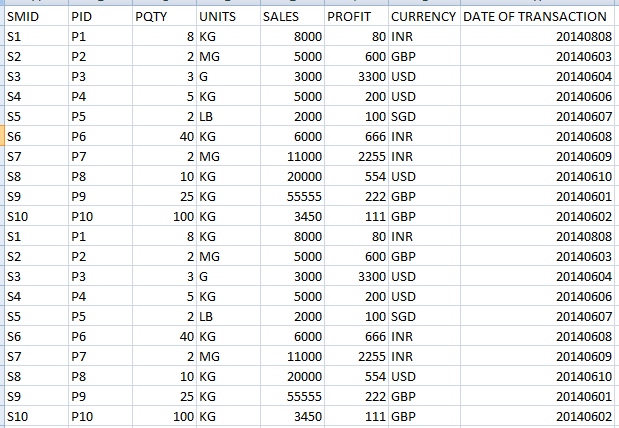 SMID PID PQTY UNITS SALES PROFIT CURRENCY DATE OF TRANSACTION
S1 P1 8 KG 8000 80 INR 20140808
S2 P2 2 MG 5000 600 GBP 20140603
S3 P3 3 G 3000 3300 USD 20140604
S4 P4 5 KG 5000 200 USD 20140606
S5 P5 2 LB 2000 100 SGD 20140607
S6 P6 40 KG 6000 666 INR 20140608
S7 P7 2 MG 11000 2255 INR 20140609
S8 P8 10 KG 20000 554 USD 20140610
S9 P9 25 KG 55555 222 GBP 20140601
S10 P10 100 KG 3450 111 GBP 20140602
S1 P1 8 KG 8000 80 INR 20140808
S2 P2 2 MG 5000 600 GBP 20140603
S3 P3 3 G 3000 3300 USD 20140604
S4 P4 5 KG 5000 200 USD 20140606
S5 P5 2 LB 2000 100 SGD 20140607
S6 P6 40 KG 6000 666 INR 20140608
S7 P7 2 MG 11000 2255 INR 20140609
S8 P8 10 KG 20000 554 USD 20140610
S9 P9 25 KG 55555 222 GBP 20140601
S10 P10 100 KG 3450 111 GBP 20140602